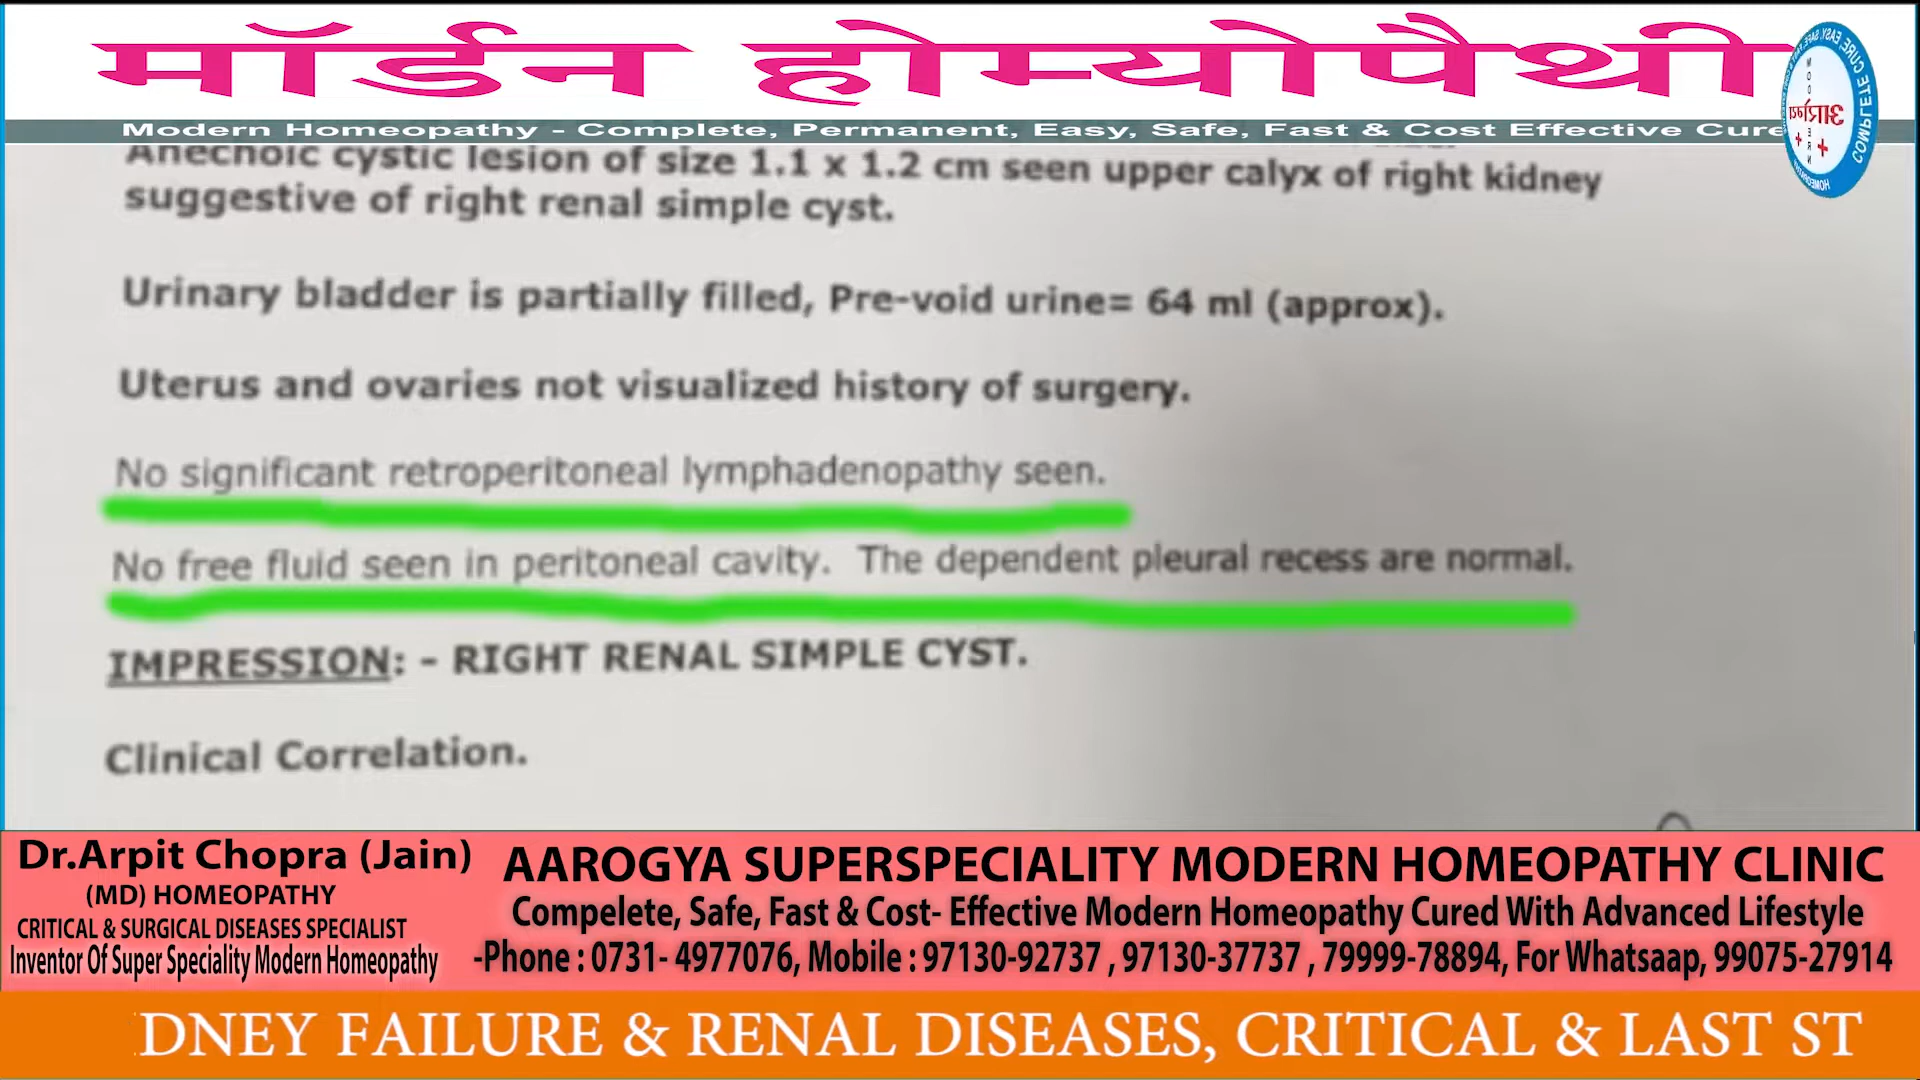 मॉर्डन होम्योपैथी
Modern Homeopathy - Complete, Permanent, Easy, Safe, Fast & Cost Effective Cure
Anechoic cystic lesion of size 1.1 x 1.2 cm seen upper calyx of right kidney
suggestive of right renal simple cyst.
Urinary bladder is partially filled, Pre-void urine= 64 ml (approx).
Uterus and ovaries not visualized history of surgery.
No significant retroperitoneal lymphadenopathy seen.
No free fluid seen in peritoneal cavity. The dependent pleural recess are normal.
IMPRESSION: - RIGHT RENAL SIMPLE CYST.
Clinical Correlation.
Dr.Arpit Chopra (Jain)
(MD) HOMEOPATHY
CRITICAL & SURGICAL DISEASES SPECIALIST
Inventor Of Super Speciality Modern Homeopathy
AAROGYA SUPERSPECIALITY MODERN HOMEOPATHY CLINIC
Compelete, Safe, Fast & Cost- Effective Modern Homeopathy Cured With Advanced Lifestyle
-Phone : 0731- 4977076, Mobile : 97130-92737 , 97130-37737 , 79999-78894, For Whatsaap, 99075-27914
DNEY FAILURE & RENAL DISEASES, CRITICAL & LAST ST